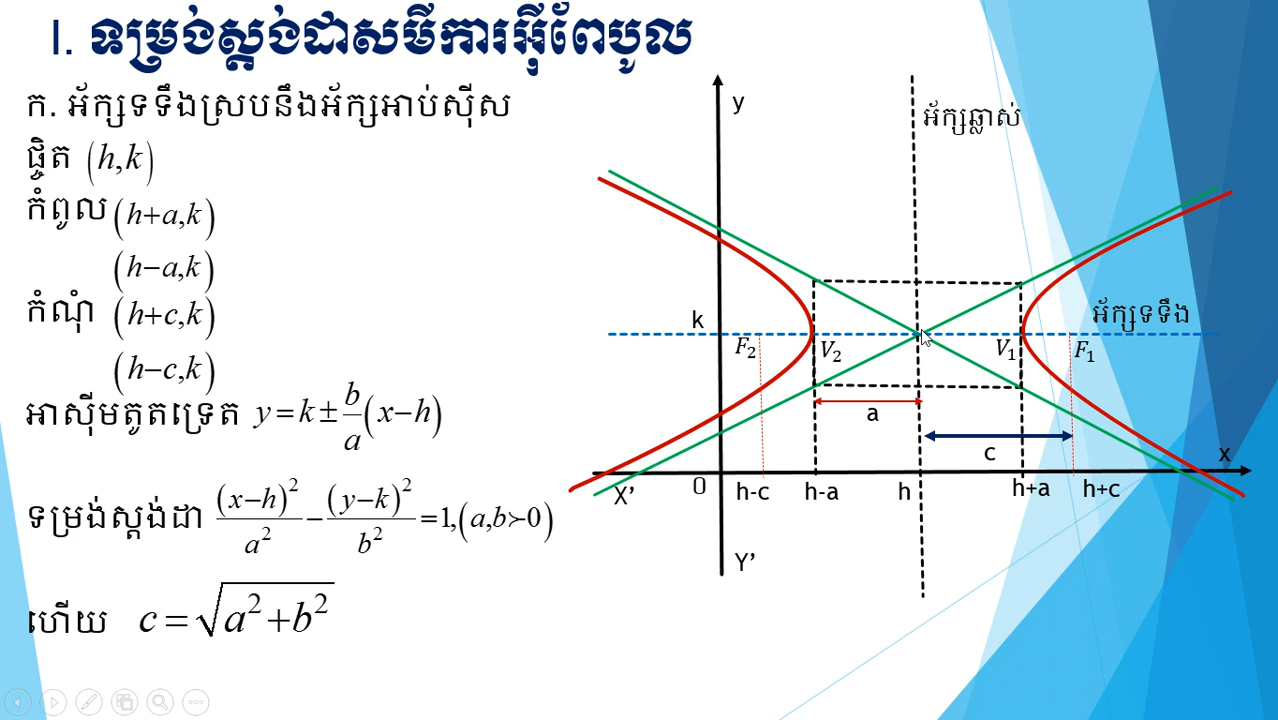 I. ទម្រង់ស្តង់ដាសមីការអ៊ីពែបូល
ក. អ័ក្សទទឹងស្របនឹងអ័ក្សអាប់ស៊ីស
ផ្ចិត (h,k)
កំពូល (h+a,k)
(h−a,k)
កំណុំ (h+c,k)
(h−c,k)
អាស៊ីមតូតទ្រេត y = k ± b/a (x−h)
ទម្រង់ស្តង់ដា (x−h)²/a² − (y−k)²/b² = 1,(a,b≻0)
ហើយ c = √(a²+b²)
y
អ័ក្សឆ្លាស់
អ័ក្សទទឹង
k
F₂
V₂
V₁
F₁
a
c
x
X’
O
h-c
h-a
h
h+a
h+c
Y’